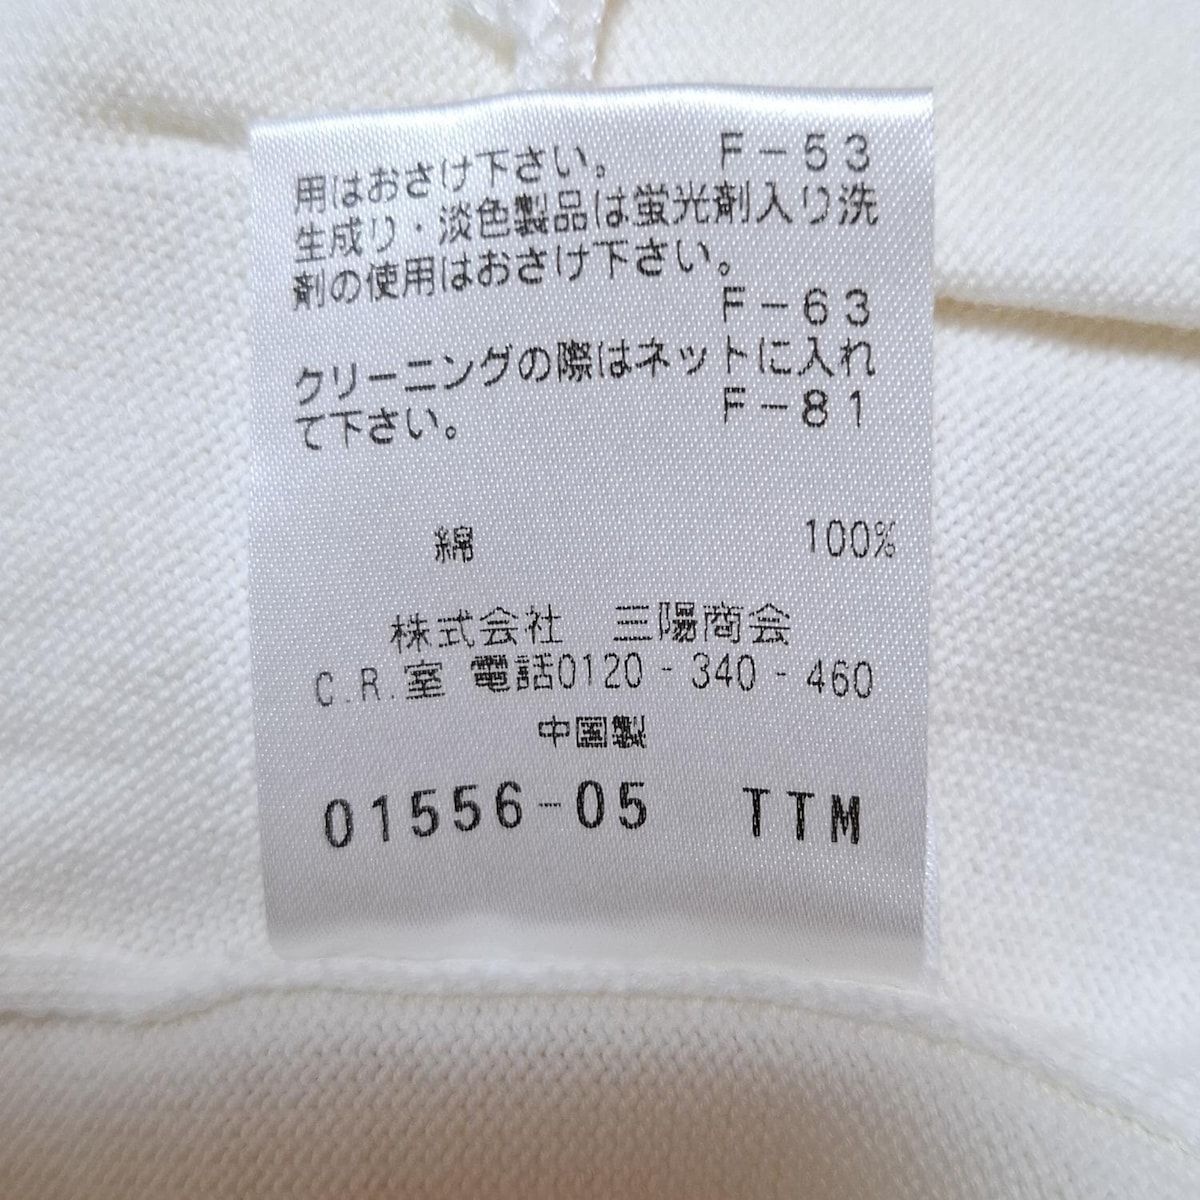 用はおさけ下さい。 F-53
生成り・淡色製品は蛍光剤入り洗
剤の使用はおさけ下さい。
F-63
クリーニングの際はネットに入れ
て下さい。 F-81
綿 100%
株式会社 三陽商会
C.R.室 電話0120-340-460
中国製
01556-05 TTM